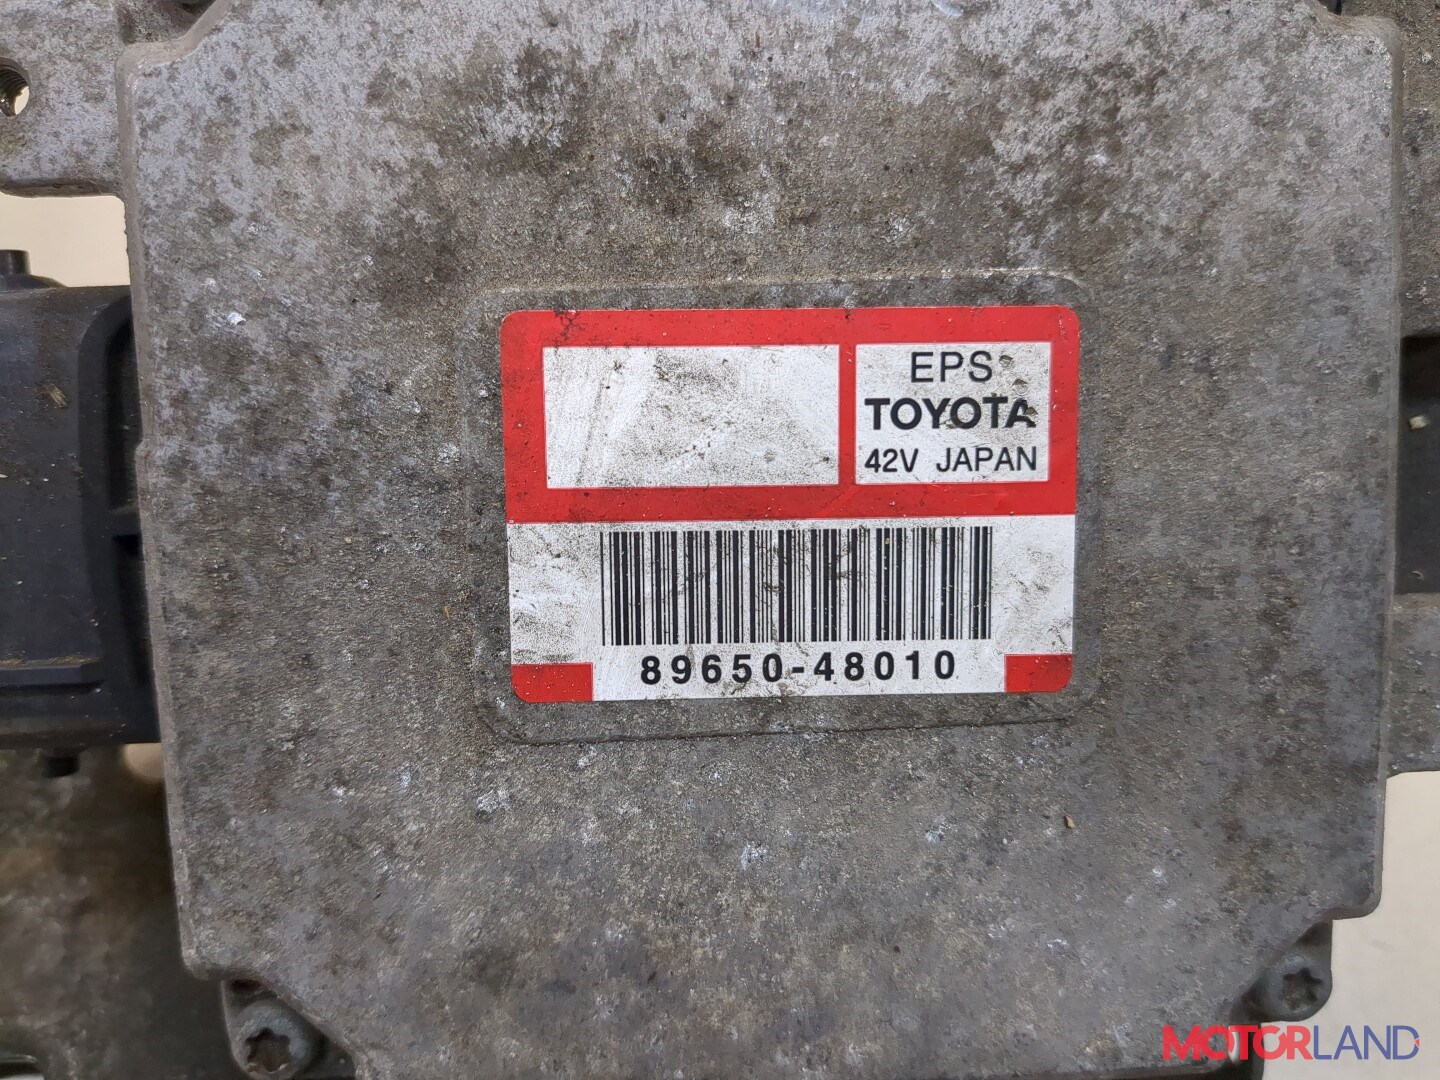 EPS
TOYOTA
42V JAPAN
89650-48010
MOTORLAND